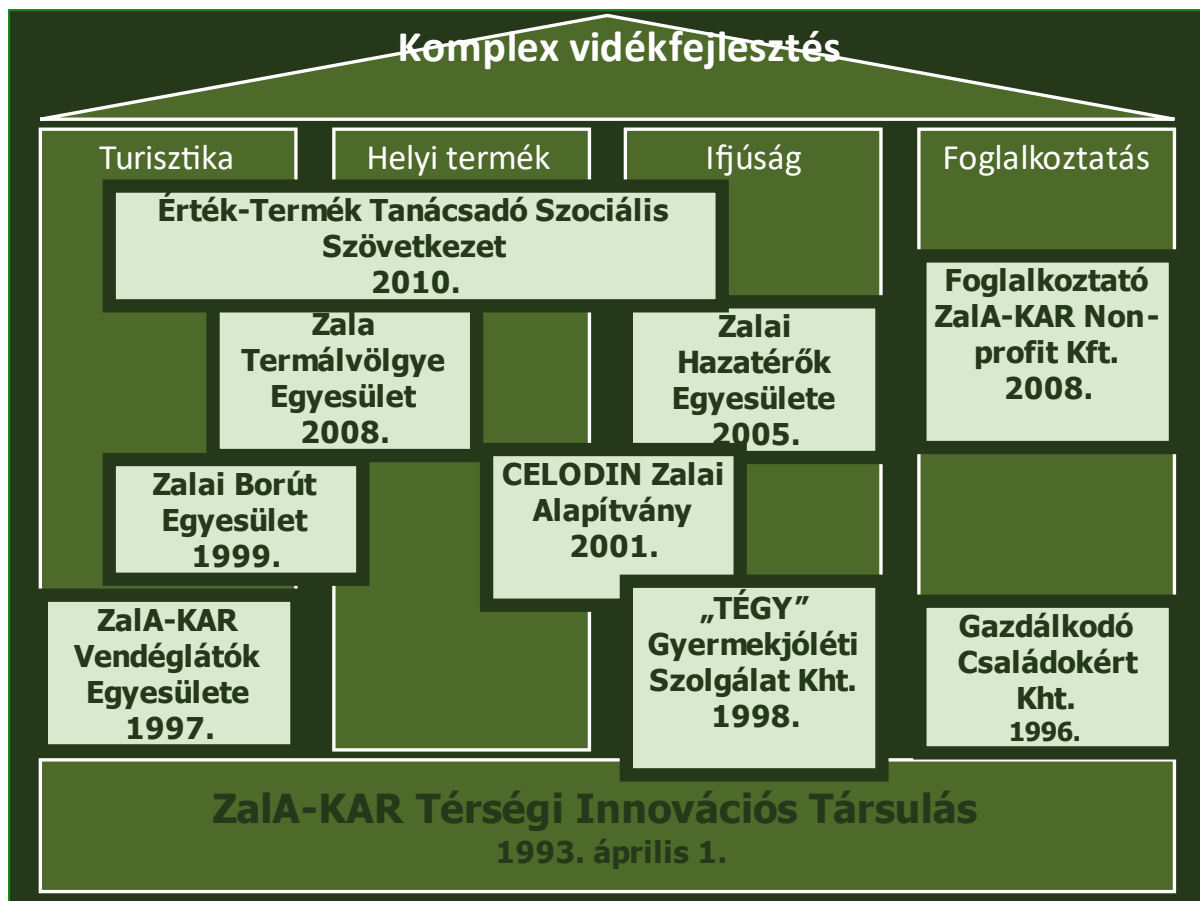 Komplex vidékfejlesztés
Turisztika
Helyi termék
Ifjúság
Foglalkoztatás
Érték-Termék Tanácsadó Szociális
Szövetkezet
2010.
Foglalkoztató
ZalA-KAR Non-
profit Kft.
2008.
Zala
Termálvölgye
Egyesület
2008.
Zalai
Hazatérők
Egyesülete
2005.
Zalai Borút
Egyesület
1999.
CELODIN Zalai
Alapítvány
2001.
ZalA-KAR
Vendéglátók
Egyesülete
1997.
„TÉGY”
Gyermekjóléti
Szolgálat Kht.
1998.
Gazdálkodó
Családokért
Kht.
1996.
ZalA-KAR Térségi Innovációs Társulás
1993. április 1.